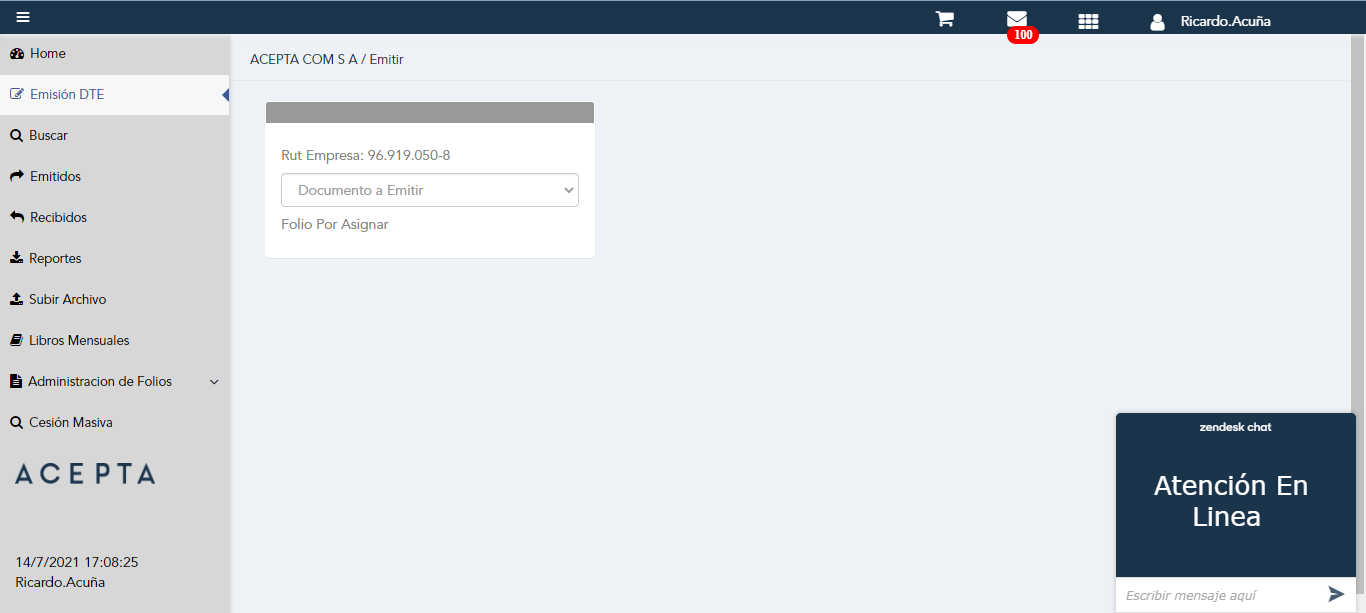 Ricardo.Acuña
100
Home
ACEPTA COM S A / Emitir
Emisión DTE
Buscar
Rut Empresa: 96.919.050-8
Emitidos
Documento a Emitir
Recibidos
Folio Por Asignar
Reportes
Subir Archivo
Libros Mensuales
Administracion de Folios
Cesión Masiva
ACEPTA
14/7/2021 17:08:25
Ricardo.Acuña
zendesk chat
Atención En
Linea
Escribir mensaje aquí